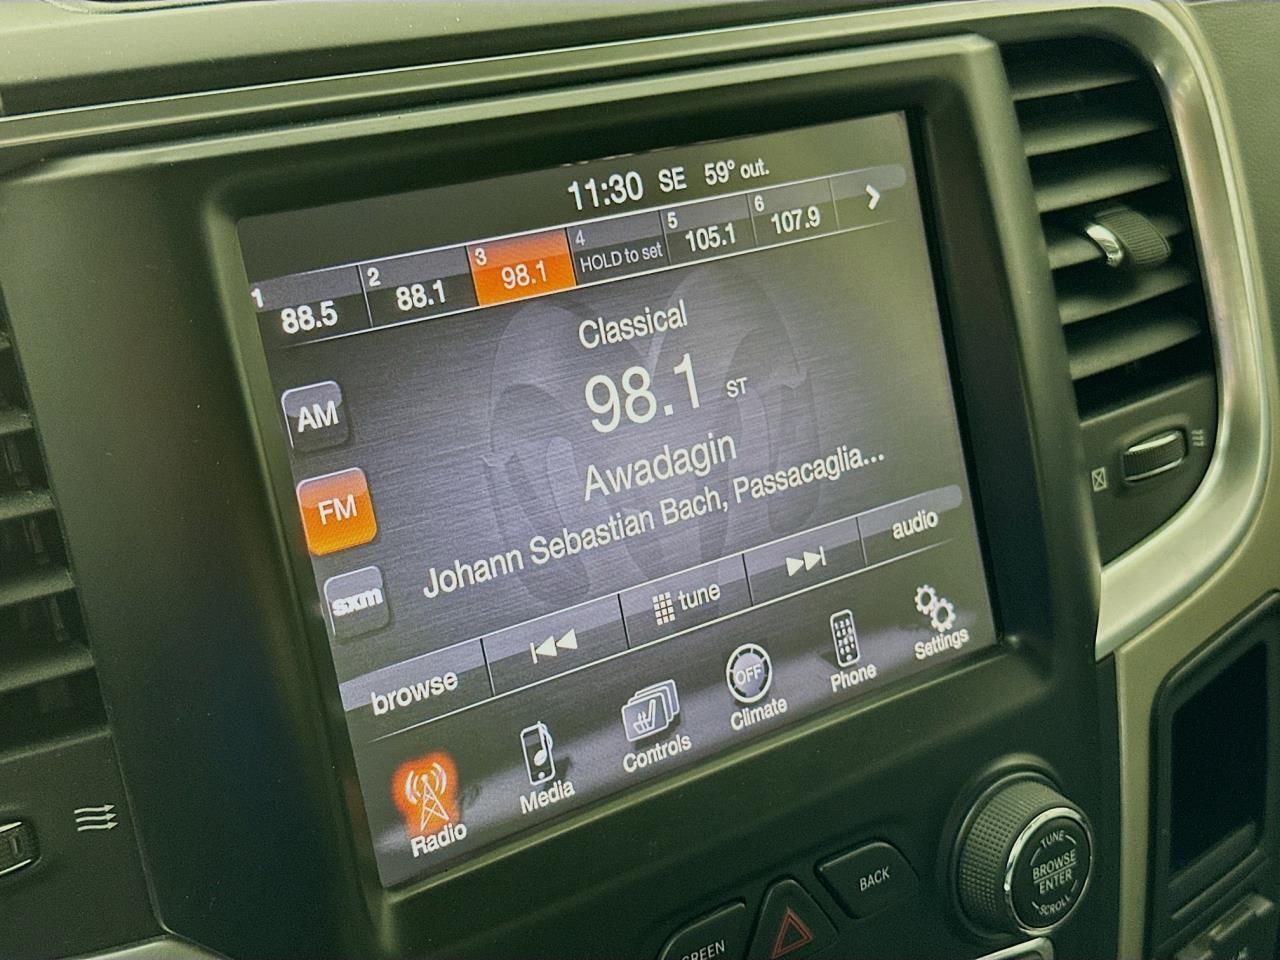 11:30 SE 59° out.
1 88.5 2 88.1 3 98.1 4 HOLD to set 5 105.1 6 107.9
Classical
98.1 ST
Awadagin
Johann Sebastian Bach, Passacaglia...
AM
FM
sxm
browse tune audio
Radio Media Controls OFF Climate Phone Settings
BACK
TUNE
BROWSE
ENTER
SCROLL